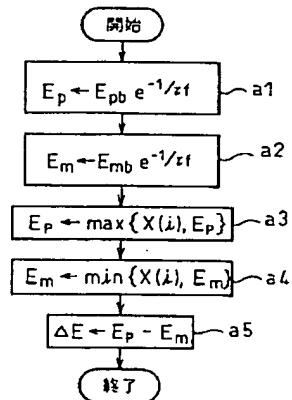 開始
Ep ← Epb e^-1/τf
a1
Em ← Emb e^-1/τf
a2
Ep ← max{X(i), Ep}
a3
Em ← min{X(i), Em}
a4
ΔE ← Ep - Em
a5
終了